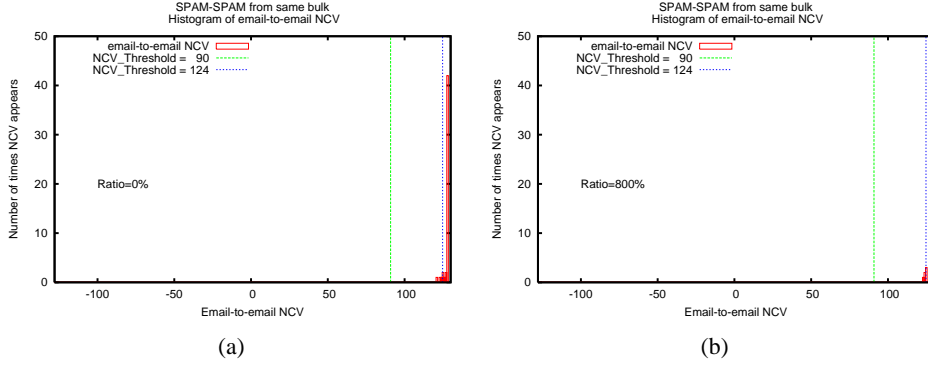 SPAM-SPAM from same bulk
Histogram of email-to-email NCV
50
40
30
20
10
0
Number of times NCV appears
email-to-email NCV
NCV_Threshold = 90
NCV_Threshold = 124
Ratio=0%
-100 -50 0 50 100
Email-to-email NCV
(a)
SPAM-SPAM from same bulk
Histogram of email-to-email NCV
50
40
30
20
10
0
Number of times NCV appears
email-to-email NCV
NCV_Threshold = 90
NCV_Threshold = 124
Ratio=800%
-100 -50 0 50 100
Email-to-email NCV
(b)